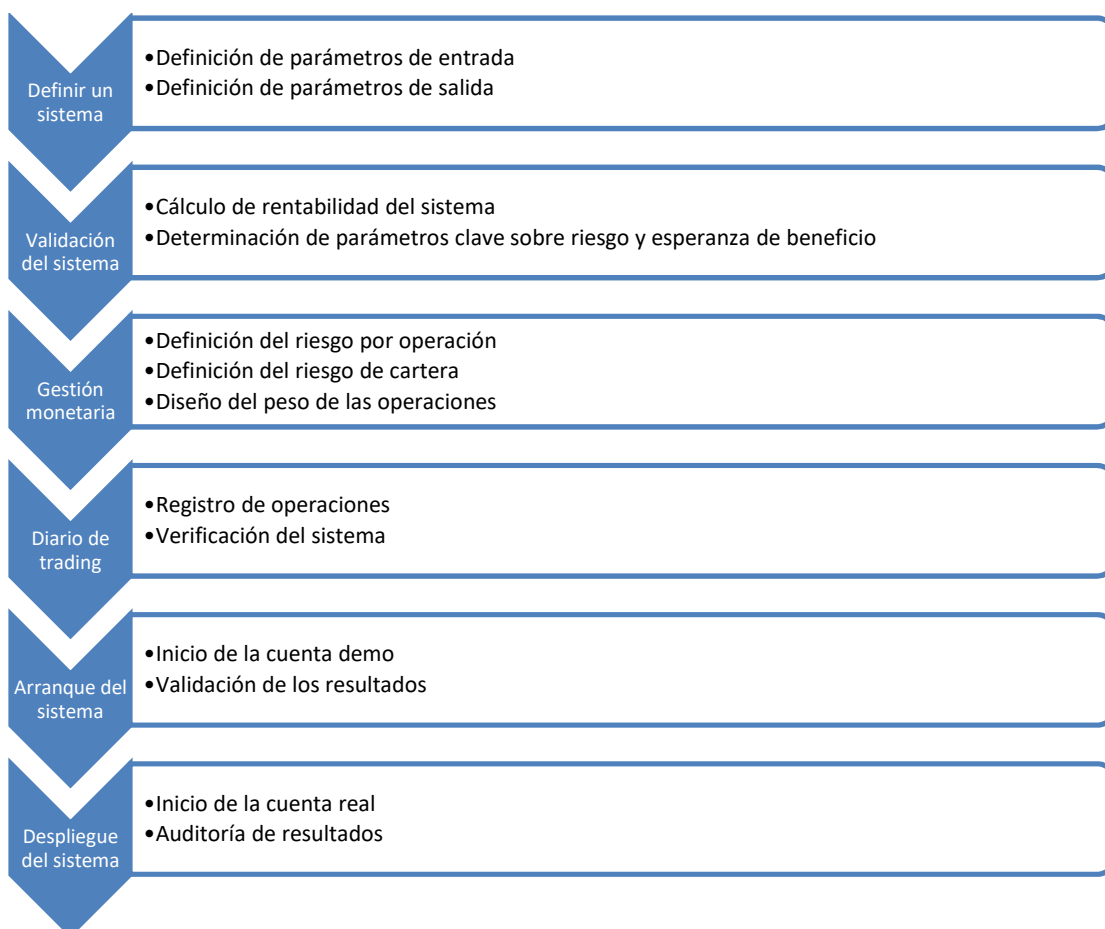 Definir un
sistema
•Definición de parámetros de entrada
•Definición de parámetros de salida
Validación
del sistema
•Cálculo de rentabilidad del sistema
•Determinación de parámetros clave sobre riesgo y esperanza de beneficio
Gestión
monetaria
•Definición del riesgo por operación
•Definición del riesgo de cartera
•Diseño del peso de las operaciones
Diario de
trading
•Registro de operaciones
•Verificación del sistema
Arranque del
sistema
•Inicio de la cuenta demo
•Validación de los resultados
Despliegue
del sistema
•Inicio de la cuenta real
•Auditoría de resultados